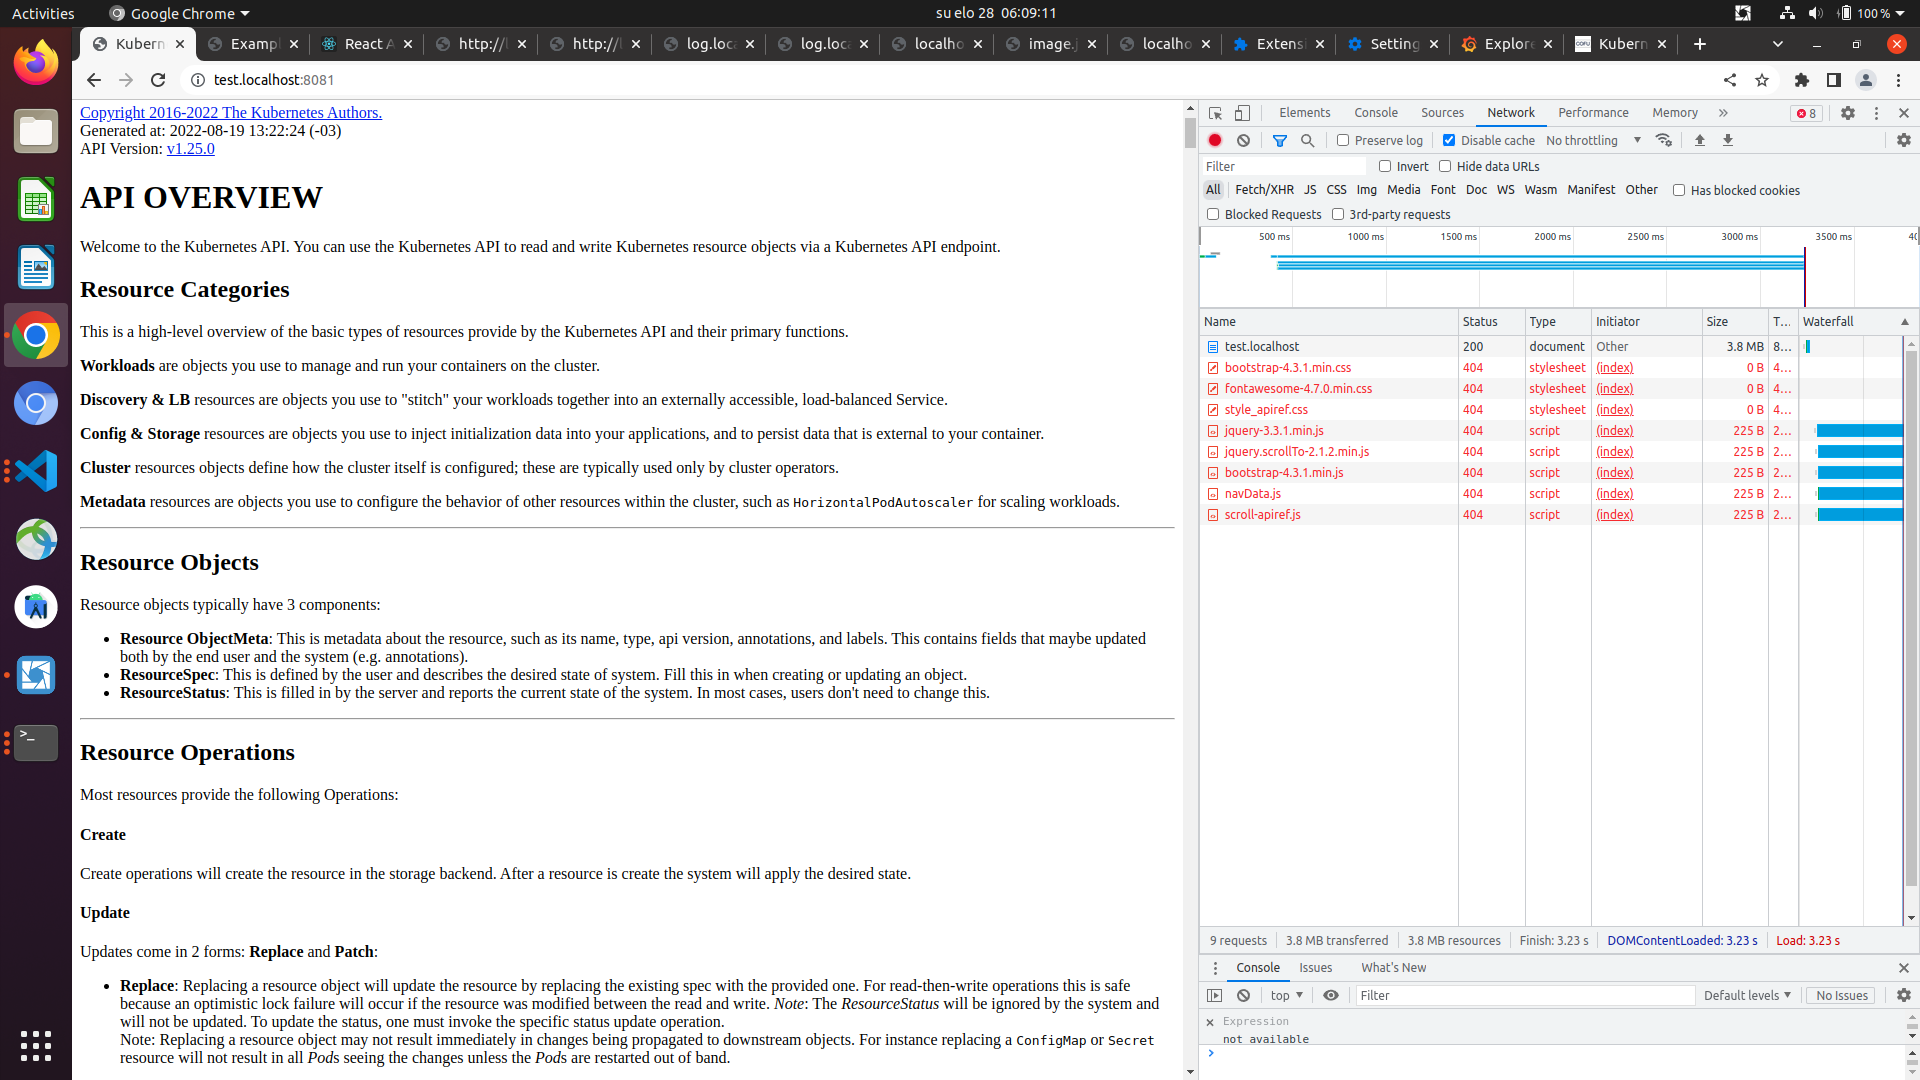 Activities
Google Chrome
su elo 28 06:09:11
100 %
Kubern
Exampl
React A
http://l
http://l
log.loca
log.loca
localho
image.j
localho
Extens
Setting
Explore
Kubern
test.localhost:8081
Copyright 2016-2022 The Kubernetes Authors.
Generated at: 2022-08-19 13:22:24 (-03)
API Version: v1.25.0
API OVERVIEW
Welcome to the Kubernetes API. You can use the Kubernetes API to read and write Kubernetes resource objects via a Kubernetes API endpoint.
Resource Categories
This is a high-level overview of the basic types of resources provide by the Kubernetes API and their primary functions.
Workloads are objects you use to manage and run your containers on the cluster.
Discovery & LB resources are objects you use to "stitch" your workloads together into an externally accessible, load-balanced Service.
Config & Storage resources are objects you use to inject initialization data into your applications, and to persist data that is external to your container.
Cluster resources objects define how the cluster itself is configured; these are typically used only by cluster operators.
Metadata resources are objects you use to configure the behavior of other resources within the cluster, such as HorizontalPodAutoscaler for scaling workloads.
Resource Objects
Resource objects typically have 3 components:
• Resource ObjectMeta: This is metadata about the resource, such as its name, type, api version, annotations, and labels. This contains fields that maybe updated
both by the end user and the system (e.g. annotations).
• ResourceSpec: This is defined by the user and describes the desired state of system. Fill this in when creating or updating an object.
• ResourceStatus: This is filled in by the server and reports the current state of the system. In most cases, users don't need to change this.
Resource Operations
Most resources provide the following Operations:
Create
Create operations will create the resource in the storage backend. After a resource is create the system will apply the desired state.
Update
Updates come in 2 forms: Replace and Patch:
• Replace: Replacing a resource object will update the resource by replacing the existing spec with the provided one. For read-then-write operations this is safe
because an optimistic lock failure will occur if the resource was modified between the read and write. Note: The ResourceStatus will be ignored by the system and
will not be updated. To update the status, one must invoke the specific status update operation.
Note: Replacing a resource object may not result immediately in changes being propagated to downstream objects. For instance replacing a ConfigMap or Secret
resource will not result in all Pods seeing the changes unless the Pods are restarted out of band.
Elements Console Sources Network Performance Memory » 8
Preserve log Disable cache No throttling
Filter Invert Hide data URLs
All Fetch/XHR JS CSS Img Media Font Doc WS Wasm Manifest Other Has blocked cookies
Blocked Requests 3rd-party requests
500 ms 1000 ms 1500 ms 2000 ms 2500 ms 3000 ms 3500 ms
Name Status Type Initiator Size T... Waterfall
test.localhost 200 document Other 3.8 MB 8...
bootstrap-4.3.1.min.css 404 stylesheet (index) 0 B 4...
fontawesome-4.7.0.min.css 404 stylesheet (index) 0 B 4...
style_apiref.css 404 stylesheet (index) 0 B 4...
jquery-3.3.1.min.js 404 script (index) 225 B 2...
jquery.scrollTo-2.1.2.min.js 404 script (index) 225 B 2...
bootstrap-4.3.1.min.js 404 script (index) 225 B 2...
navData.js 404 script (index) 225 B 2...
scroll-apiref.js 404 script (index) 225 B 2...
9 requests 3.8 MB transferred 3.8 MB resources Finish: 3.23 s DOMContentLoaded: 3.23 s Load: 3.23 s
Console Issues What's New
top Filter Default levels No Issues
Expression
not available